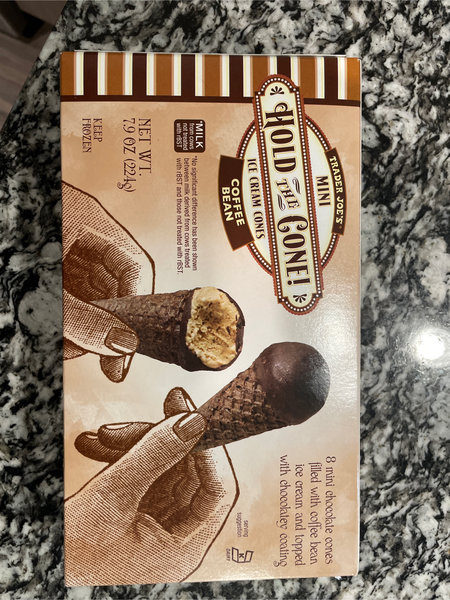 TRADER JOE'S
MINI
HOLD THE CONE!
ICE CREAM CONES
COFFEE
BEAN
*MILK
from cows
not treated
with rBST
*No significant difference has been shown
between milk derived from cows treated
with rBST and those not treated with rBST.
NET WT.
7.9 OZ (224g)
KEEP
FROZEN
8 mini chocolate cones
filled with coffee bean
ice cream and topped
with chocolatey coating
serving
suggestion